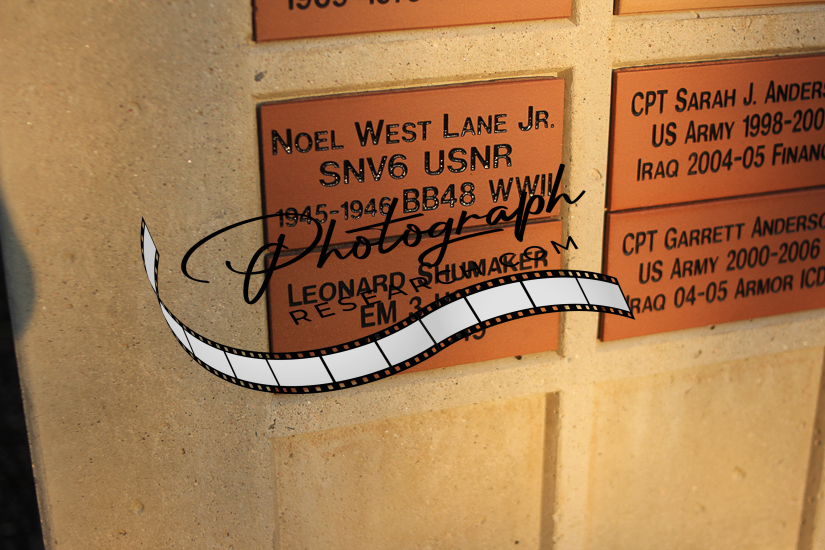 NOEL WEST LANE JR.
SNV6 USNR
1945-1946 BB48 WWII
LEONARD SHUMAKER
EM 3
CPT SARAH J. ANDERS
US ARMY 1998-200
IRAQ 2004-05 FINANC
CPT GARRETT ANDERSO
US ARMY 2000-2006
IRAQ 04-05 ARMOR ICD
Photograph
RESEARCH.COM